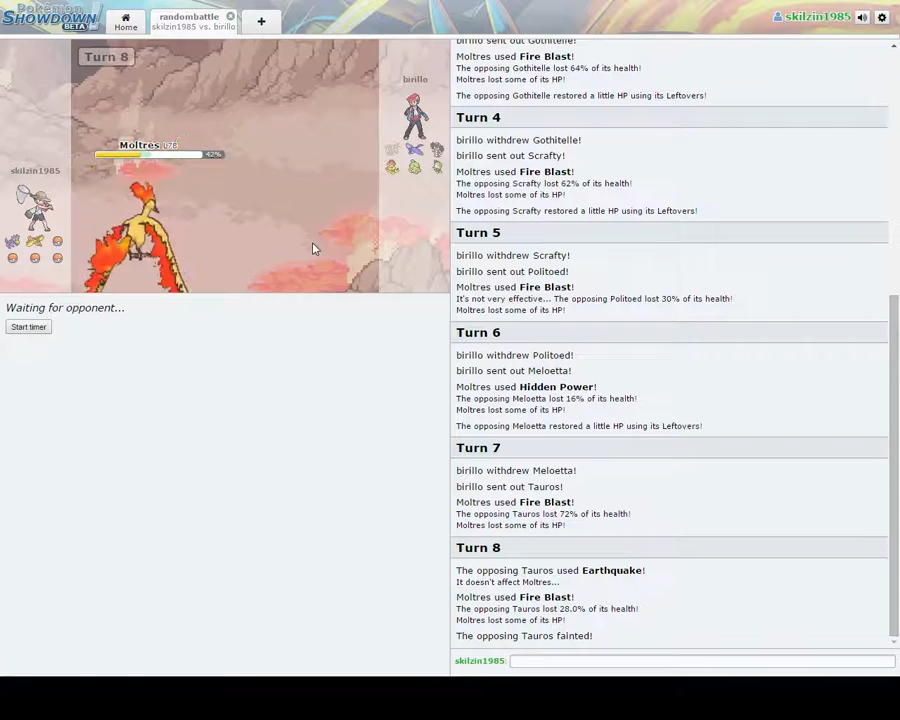 Pokémon
SHOWDOWN
BETA
Home
randombattle
skilzin1985 vs. birillo
+
skilzin1985
Turn 8
birillo
Moltres L78
42%
skilzin1985
Waiting for opponent...
Start timer
birillo sent out Gothitelle!
Moltres used Fire Blast!
The opposing Gothitelle lost 64% of its health!
Moltres lost some of its HP!
The opposing Gothitelle restored a little HP using its Leftovers!
Turn 4
birillo withdrew Gothitelle!
birillo sent out Scrafty!
Moltres used Fire Blast!
The opposing Scrafty lost 62% of its health!
Moltres lost some of its HP!
The opposing Scrafty restored a little HP using its Leftovers!
Turn 5
birillo withdrew Scrafty!
birillo sent out Politoed!
Moltres used Fire Blast!
It's not very effective... The opposing Politoed lost 30% of its health!
Moltres lost some of its HP!
Turn 6
birillo withdrew Politoed!
birillo sent out Meloetta!
Moltres used Hidden Power!
The opposing Meloetta lost 16% of its health!
Moltres lost some of its HP!
The opposing Meloetta restored a little HP using its Leftovers!
Turn 7
birillo withdrew Meloetta!
birillo sent out Tauros!
Moltres used Fire Blast!
The opposing Tauros lost 72% of its health!
Moltres lost some of its HP!
Turn 8
The opposing Tauros used Earthquake!
It doesn't affect Moltres...
Moltres used Fire Blast!
The opposing Tauros lost 28.0% of its health!
Moltres lost some of its HP!
The opposing Tauros fainted!
skilzin1985: